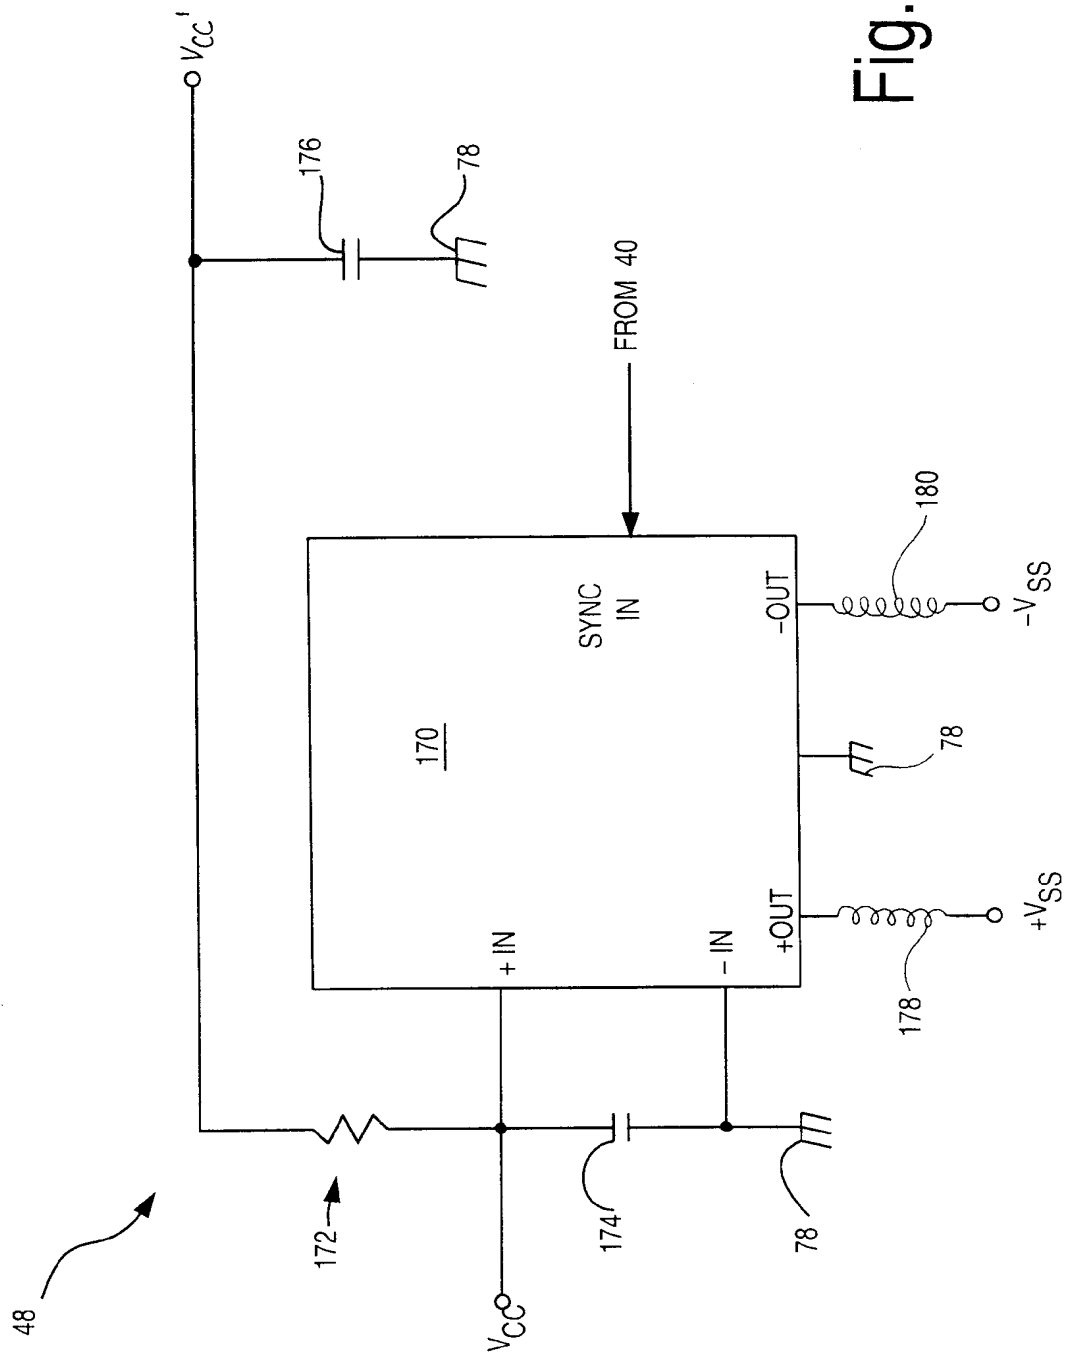 48
172
V_CC
174
78
+ IN
- IN
170
SYNC
IN
+OUT
-OUT
178
+V_SS
78
180
-V_SS
FROM 40
176
78
V_CC'
Fig.